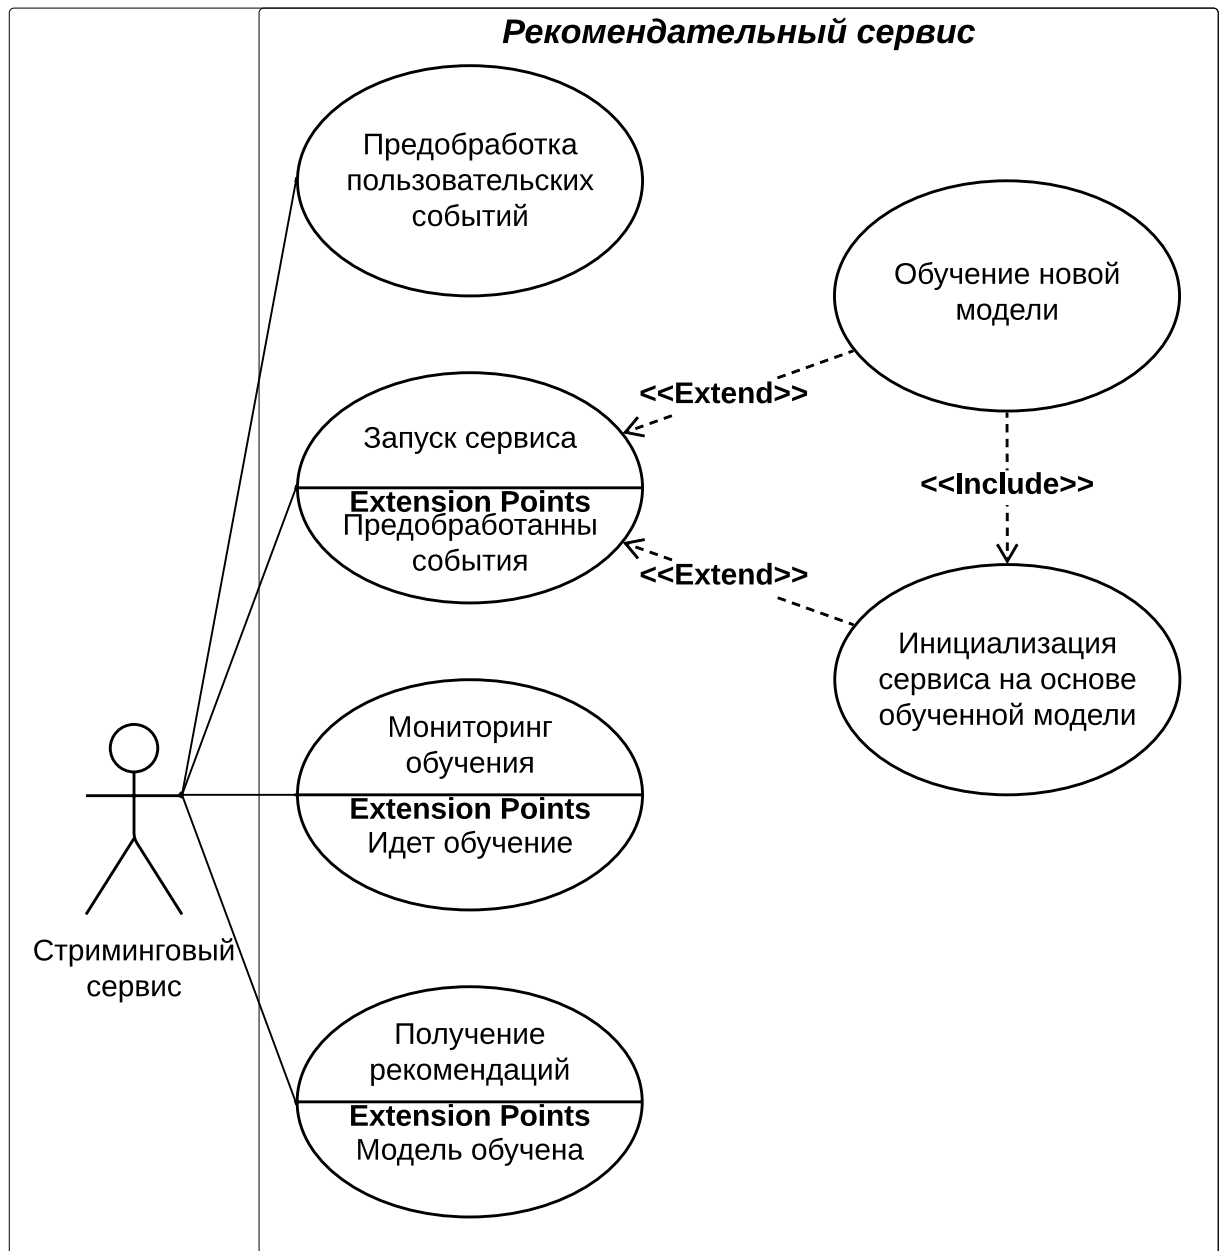 Рекомендательный сервис
Предобработка
пользовательских
событий
Обучение новой
модели
<<Extend>>
Запуск сервиса
Extension Points
Предобработанны
события
<<Include>>
<<Extend>>
Инициализация
сервиса на основе
обученной модели
Мониторинг
обучения
Extension Points
Идет обучение
Стриминговый
сервис
Получение
рекомендаций
Extension Points
Модель обучена